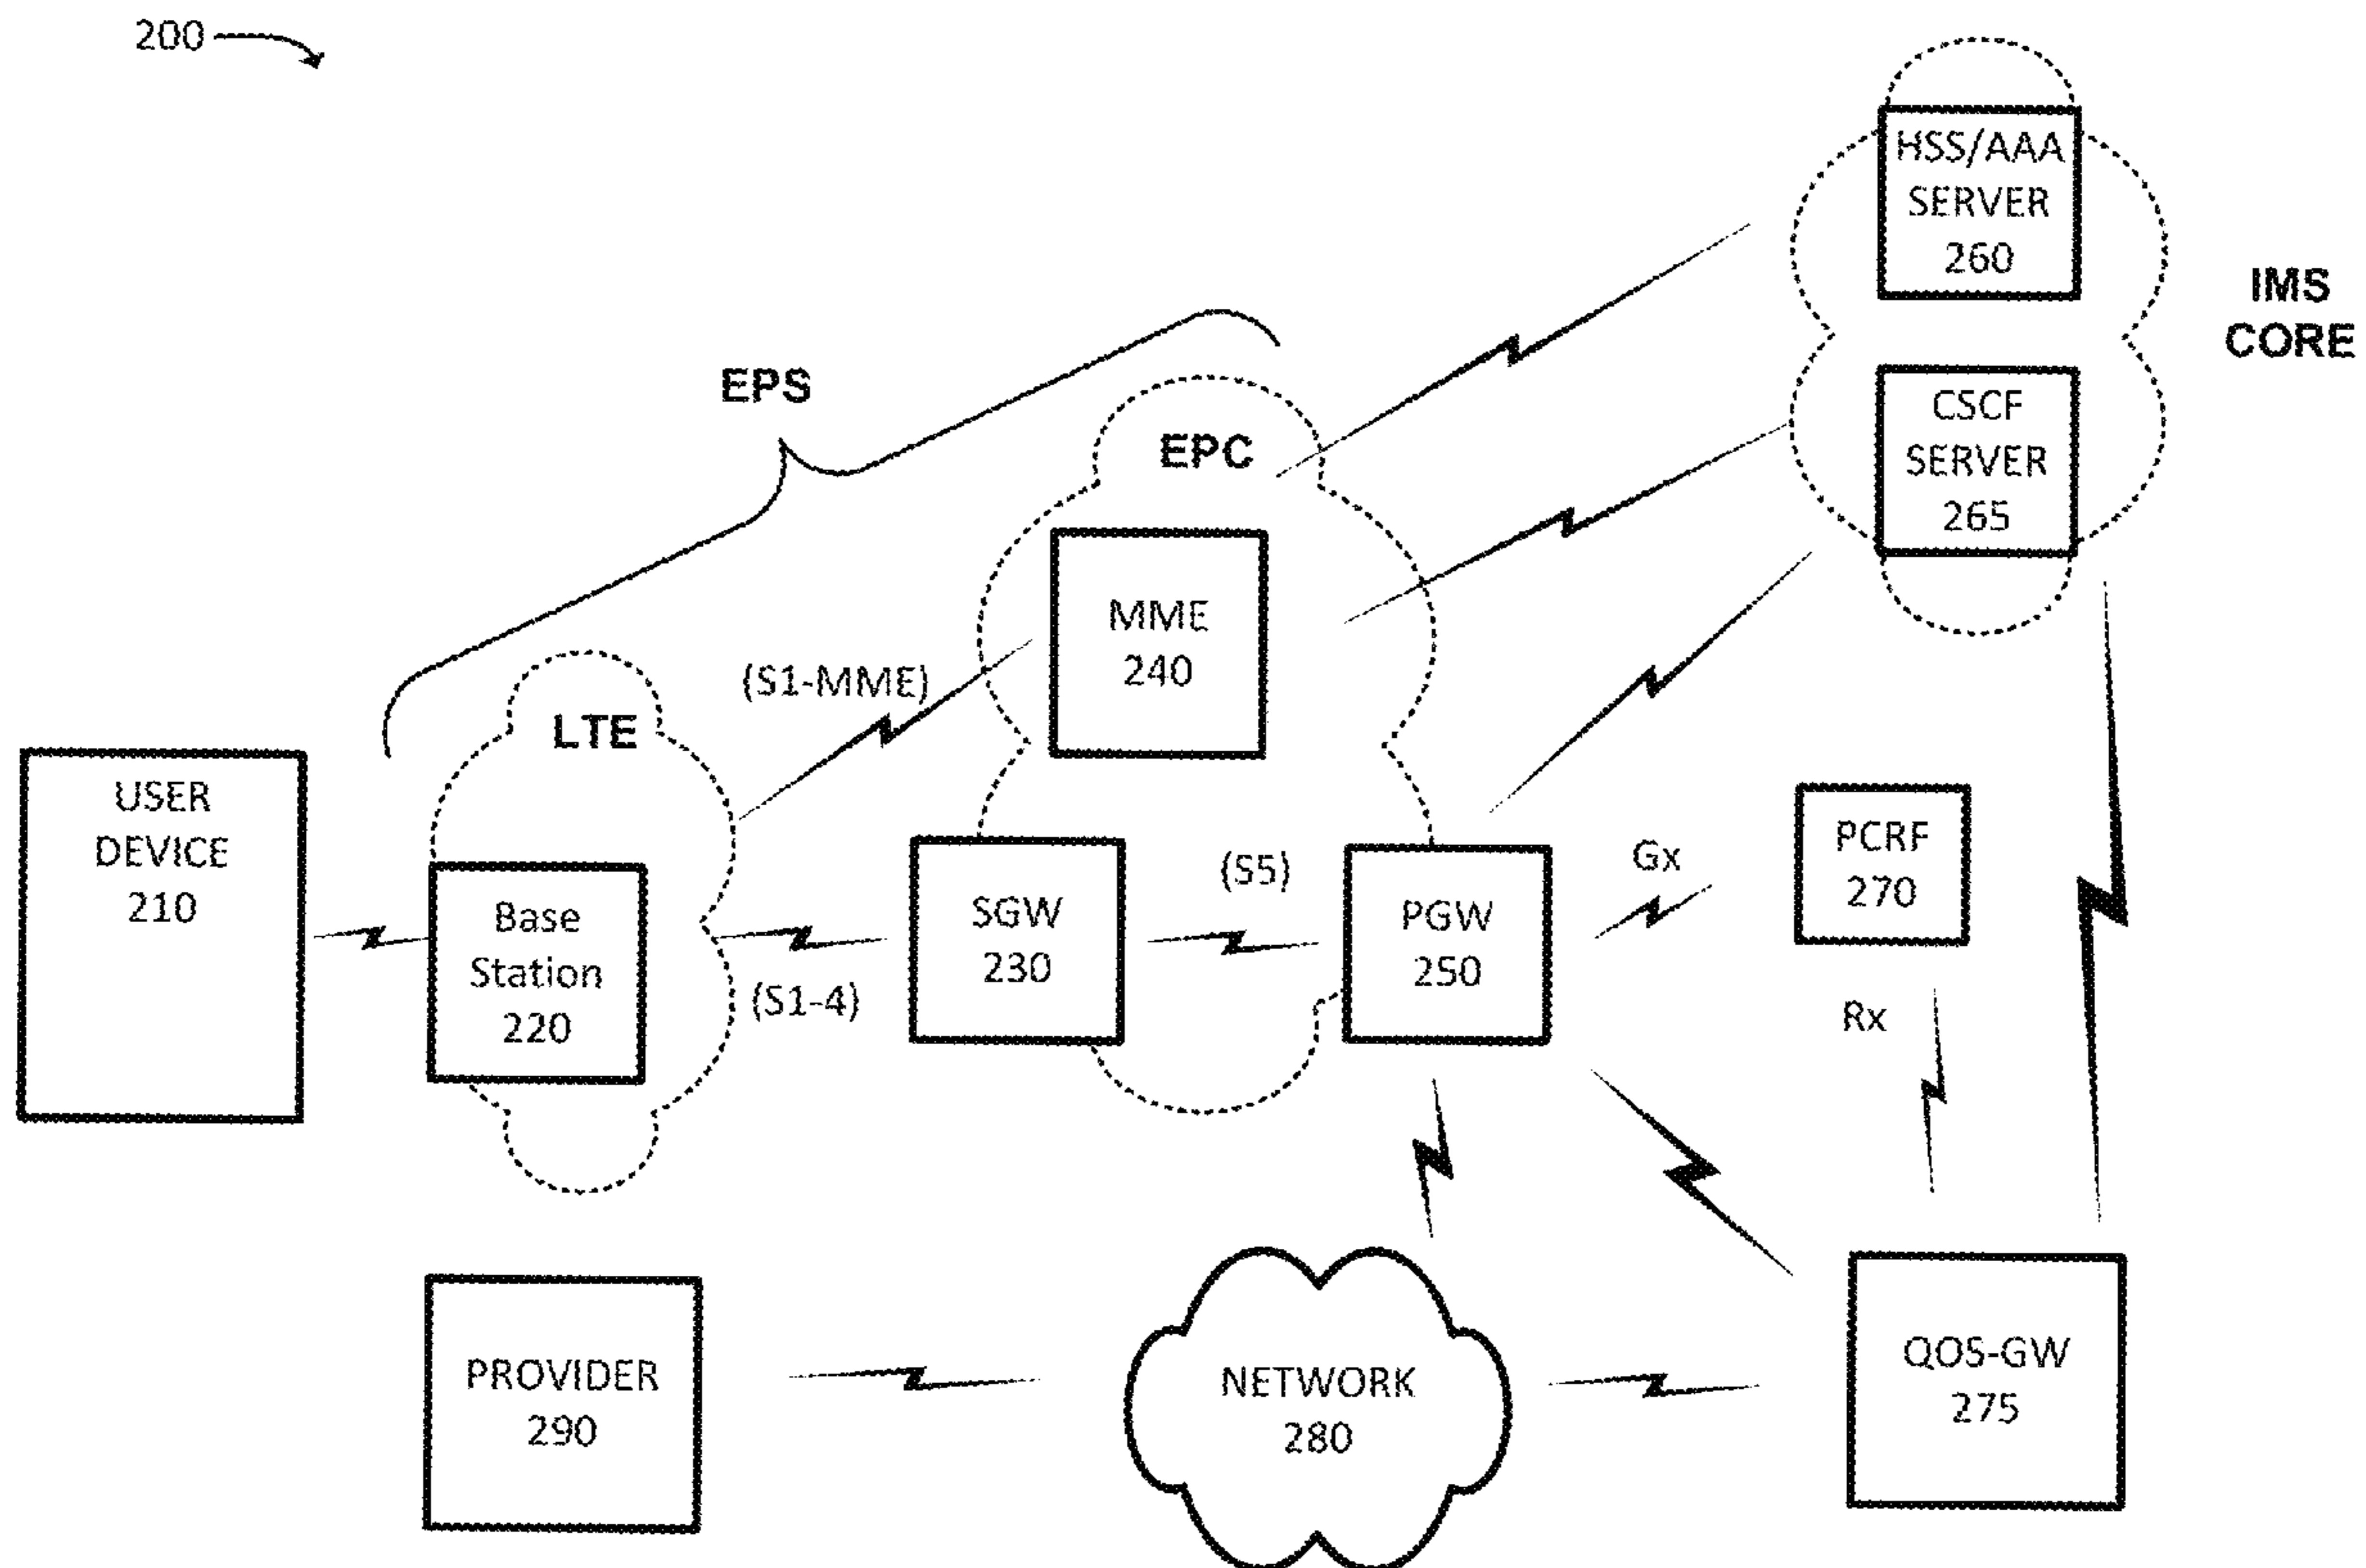 200
HSS/AAA
SERVER
260
IMS
CORE
EPS
EPC
CSCF
SERVER
265
MME
240
(S1-MME)
LTE
USER
DEVICE
210
Base
Station
220
(S1-4)
SGW
230
(S5)
PGW
250
Gx
PCRF
270
Rx
PROVIDER
290
NETWORK
280
QOS-GW
275